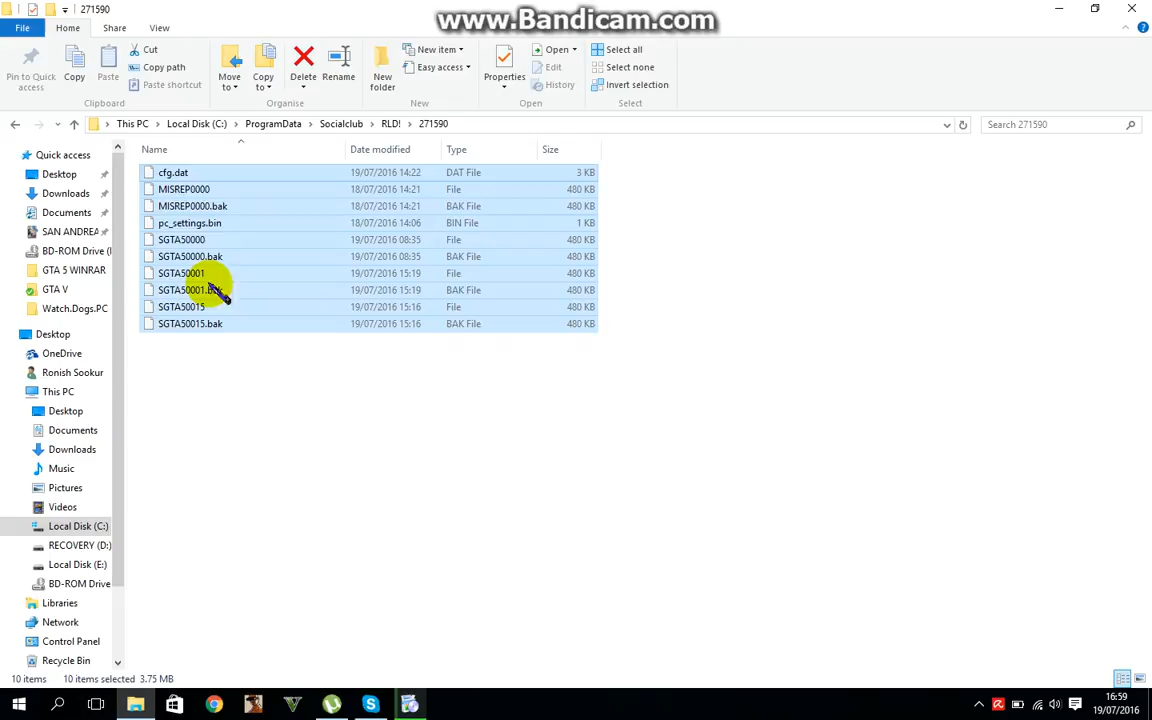 271590
www.Bandicam.com
File Home Share View
Pin to Quick access
Copy
Paste
Cut
Copy path
Paste shortcut
Move to
Copy to
Delete
Rename
New folder
New item
Easy access
Properties
Open
Edit
History
Select all
Select none
Invert selection
Clipboard Organise New Open Select
This PC > Local Disk (C:) > ProgramData > Socialclub > RLD! > 271590
Search 271590
Name Date modified Type Size
cfg.dat 19/07/2016 14:22 DAT File 3 KB
MISREP0000 18/07/2016 14:21 File 480 KB
MISREP0000.bak 18/07/2016 14:21 BAK File 480 KB
pc_settings.bin 18/07/2016 14:06 BIN File 1 KB
SGTA50000 19/07/2016 08:35 File 480 KB
SGTA50000.bak 19/07/2016 08:35 BAK File 480 KB
SGTA50001 19/07/2016 15:19 File 480 KB
SGTA50001.bak 19/07/2016 15:19 BAK File 480 KB
SGTA50015 19/07/2016 15:16 File 480 KB
SGTA50015.bak 19/07/2016 15:16 BAK File 480 KB
Quick access
Desktop
Downloads
Documents
SAN ANDREA
BD-ROM Drive (
GTA 5 WINRAR
GTA V
Watch.Dogs.PC
Desktop
OneDrive
Ronish Sookur
This PC
Desktop
Documents
Downloads
Music
Pictures
Videos
Local Disk (C:)
RECOVERY (D:)
Local Disk (E:)
BD-ROM Drive
Libraries
Network
Control Panel
Recycle Bin
10 items 10 items selected 3.75 MB
16:59
19/07/2016